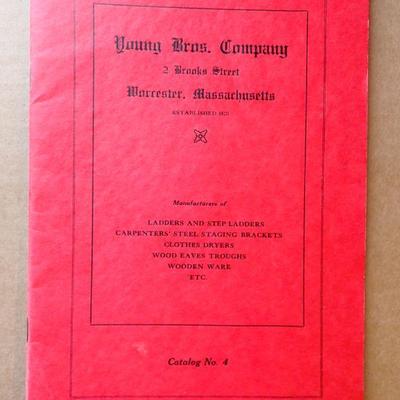 Young Bros. Company
2 Brooks Street
Worcester, Massachusetts
ESTABLISHED
Manufacturers of
LADDERS AND STEP LADDERS
CARPENTERS' STEEL STAGING BRACKETS
CLOTHES DRYERS
WOOD EAVES TROUGHS
WOODEN WARE
ETC.
Catalog No. 4